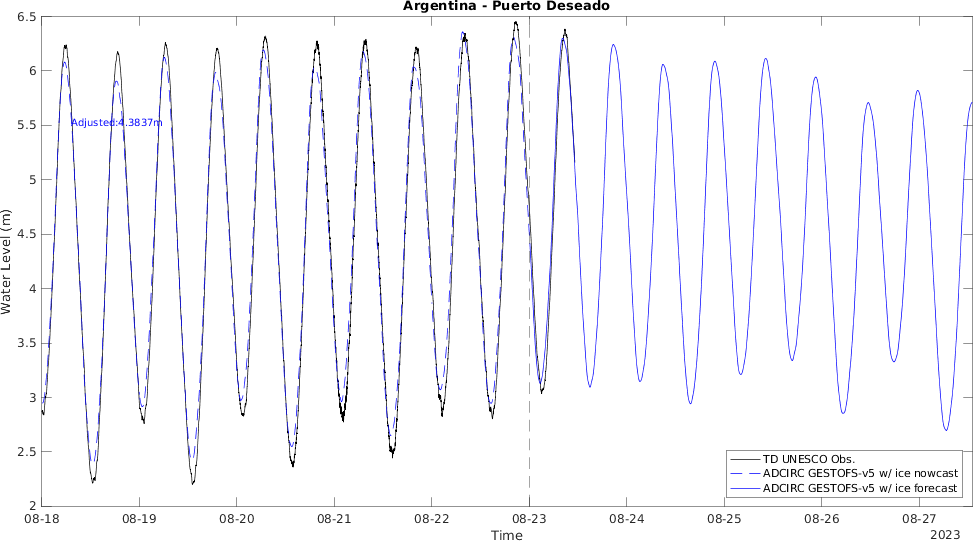 Argentina - Puerto Deseado
6.5
6
5.5
5
4.5
4
3.5
3
2.5
2
Water Level (m)
Adjusted:4.3837m
TD UNESCO Obs.
ADCIRC GESTOFS-v5 w/ ice nowcast
ADCIRC GESTOFS-v5 w/ ice forecast
08-18 08-19 08-20 08-21 08-22 08-23 08-24 08-25 08-26 08-27
Time
2023